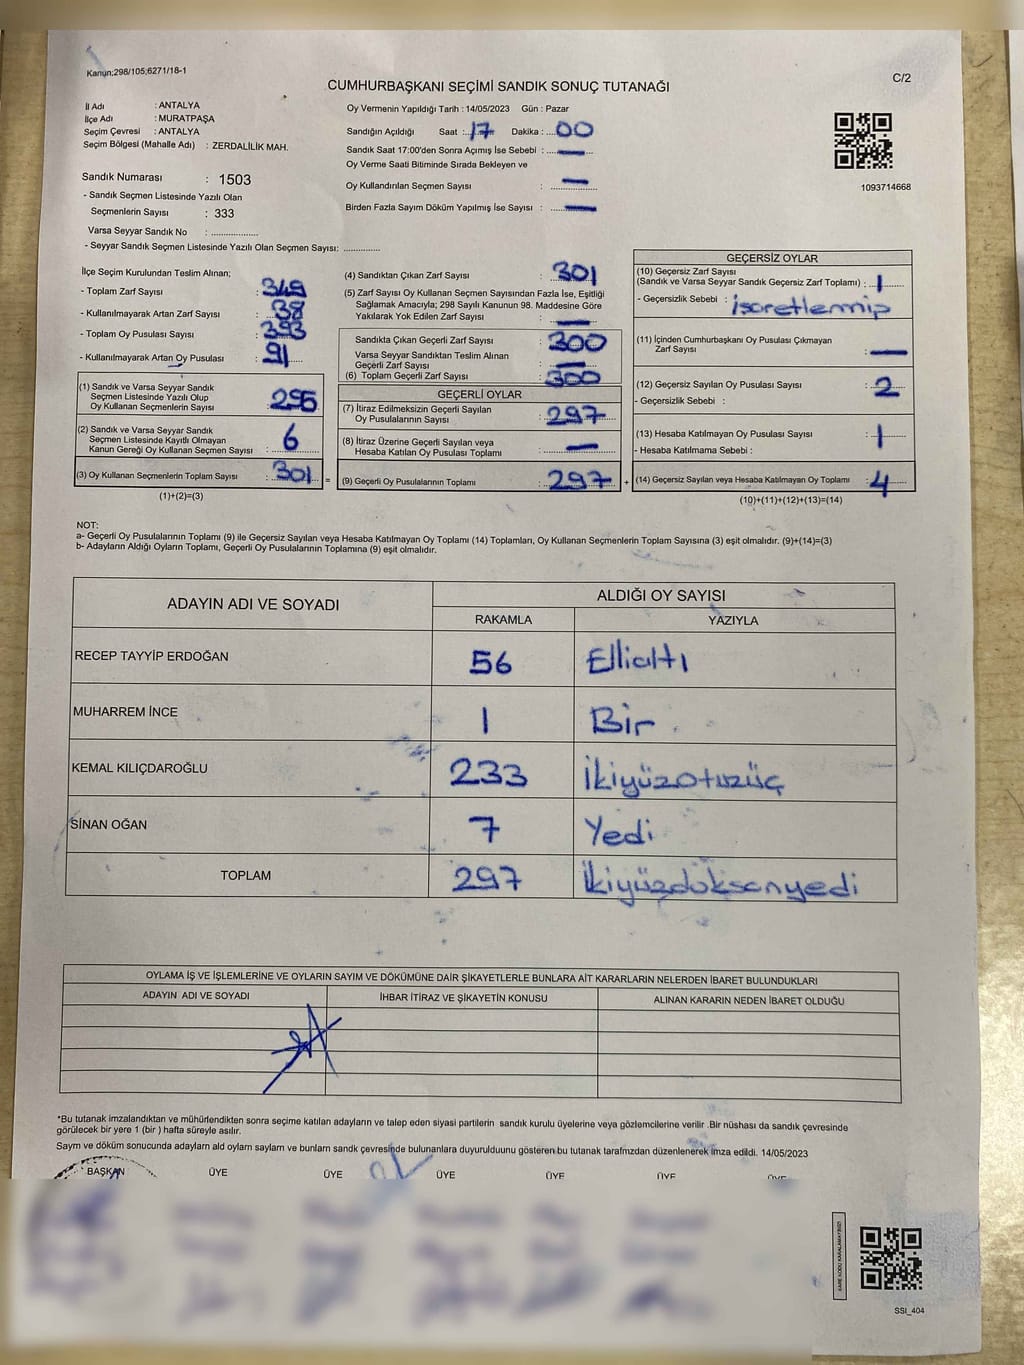 Kanun;298/105;6271/18-1
C/2
CUMHURBAŞKANI SEÇİMİ SANDIK SONUÇ TUTANAĞI
İl Adı : ANTALYA
İlçe Adı : MURATPAŞA
Seçim Çevresi : ANTALYA
Seçim Bölgesi (Mahalle Adı) : ZERDALİLİK MAH.
Sandık Numarası : 1503
- Sandık Seçmen Listesinde Yazılı Olan
Seçmenlerin Sayısı : 333
Varsa Seyyar Sandık No : ..................
- Seyyar Sandık Seçmen Listesinde Yazılı Olan Seçmen Sayısı: ..............
Oy Vermenin Yapıldığı Tarih : 14/05/2023 Gün : Pazar
Sandığın Açıldığı Saat : 17 Dakika : 00
Sandık Saat 17:00'den Sonra Açımış İse Sebebi : —
Oy Verme Saati Bitiminde Sırada Bekleyen ve
Oy Kullandırılan Seçmen Sayısı : —
Birden Fazla Sayım Döküm Yapılmış İse Sayısı : —
1093714668
İlçe Seçim Kurulundan Teslim Alınan;
- Toplam Zarf Sayısı : 349
- Kullanılmayarak Artan Zarf Sayısı : 38
- Toplam Oy Pusulası Sayısı : 393
- Kullanılmayarak Artan Oy Pusulası : 91
(1) Sandık ve Varsa Seyyar Sandık
Seçmen Listesinde Yazılı Olup
Oy Kullanan Seçmenlerin Sayısı : 295
(2) Sandık ve Varsa Seyyar Sandık
Seçmen Listesinde Kayıtlı Olmayan
Kanun Gereği Oy Kullanan Seçmen Sayısı : 6
(3) Oy Kullanan Seçmenlerin Toplam Sayısı : 301 =
(1)+(2)=(3)
(4) Sandıktan Çıkan Zarf Sayısı : 301
(5) Zarf Sayısı Oy Kullanan Seçmen Sayısından Fazla İse, Eşitliği
Sağlamak Amacıyla; 298 Sayılı Kanunun 98. Maddesine Göre
Yakılarak Yok Edilen Zarf Sayısı : —
Sandıkta Çıkan Geçerli Zarf Sayısı : 300
Varsa Seyyar Sandıktan Teslim Alınan
Geçerli Zarf Sayısı : —
(6) Toplam Geçerli Zarf Sayısı : 300
GEÇERLİ OYLAR
(7) İtiraz Edilmeksizin Geçerli Sayılan
Oy Pusulalarının Sayısı : 297
(8) İtiraz Üzerine Geçerli Sayılan veya
Hesaba Katılan Oy Pusulası Toplamı : —
(9) Geçerli Oy Pusulalarının Toplamı : 297 +
GEÇERSİZ OYLAR
(10) Geçersiz Zarf Sayısı
(Sandık ve Varsa Seyyar Sandık Geçersiz Zarf Toplamı) : 1
- Geçersizlik Sebebi : işaretlenmiş
(11) İçinden Cumhurbaşkanı Oy Pusulası Çıkmayan
Zarf Sayısı : —
(12) Geçersiz Sayılan Oy Pusulası Sayısı : 2
- Geçersizlik Sebebi :
(13) Hesaba Katılmayan Oy Pusulası Sayısı : 1
- Hesaba Katılmama Sebebi :
(14) Geçersiz Sayılan veya Hesaba Katılmayan Oy Toplamı : 4
(10)+(11)+(12)+(13)=(14)
NOT:
a- Geçerli Oy Pusulalarının Toplamı (9) ile Geçersiz Sayılan veya Hesaba Katılmayan Oy Toplamı (14) Toplamları, Oy Kullanan Seçmenlerin Toplam Sayısına (3) eşit olmalıdır. (9)+(14)=(3)
b- Adayların Aldığı Oyların Toplamı, Geçerli Oy Pusulalarının Toplamına (9) eşit olmalıdır.
ADAYIN ADI VE SOYADI ALDIĞI OY SAYISI
RAKAMLA YAZIYLA
RECEP TAYYİP ERDOĞAN 56 Ellialtı
MUHARREM İNCE 1 Bir
KEMAL KILIÇDAROĞLU 233 İkiyüzotuzüç
SİNAN OĞAN 7 Yedi
TOPLAM 297 İkiyüzdoksanyedi
OYLAMA İŞ VE İŞLEMLERİNE VE OYLARIN SAYIM VE DÖKÜMÜNE DAİR ŞİKAYETLERLE BUNLARA AİT KARARLARIN NELERDEN İBARET BULUNDUKLARI
ADAYIN ADI VE SOYADI İHBAR İTİRAZ VE ŞİKAYETİN KONUSU ALINAN KARARIN NEDEN İBARET OLDUĞU
*Bu tutanak imzalandıktan ve mühürlendikten sonra seçime katılan adayların ve talep eden siyasi partilerin sandık kurulu üyelerine veya gözlemcilerine verilir .Bir nüshası da sandık çevresinde
görülecek bir yere 1 (bir ) hafta süreyle asılır.
Sayım ve döküm sonucunda adayların ald oylarn saylam ve bunlarn sandk çevresinde bulunanlara duyurulduunu gösteren bu tutanak tarafmzdan düzenlenerek imza edildi. 14/05/2023
BAŞKAN ÜYE ÜYE ÜYE ÜYE ÜYE ÜYE
KARE KODU KARALAMAYINIZ!
SSI_404